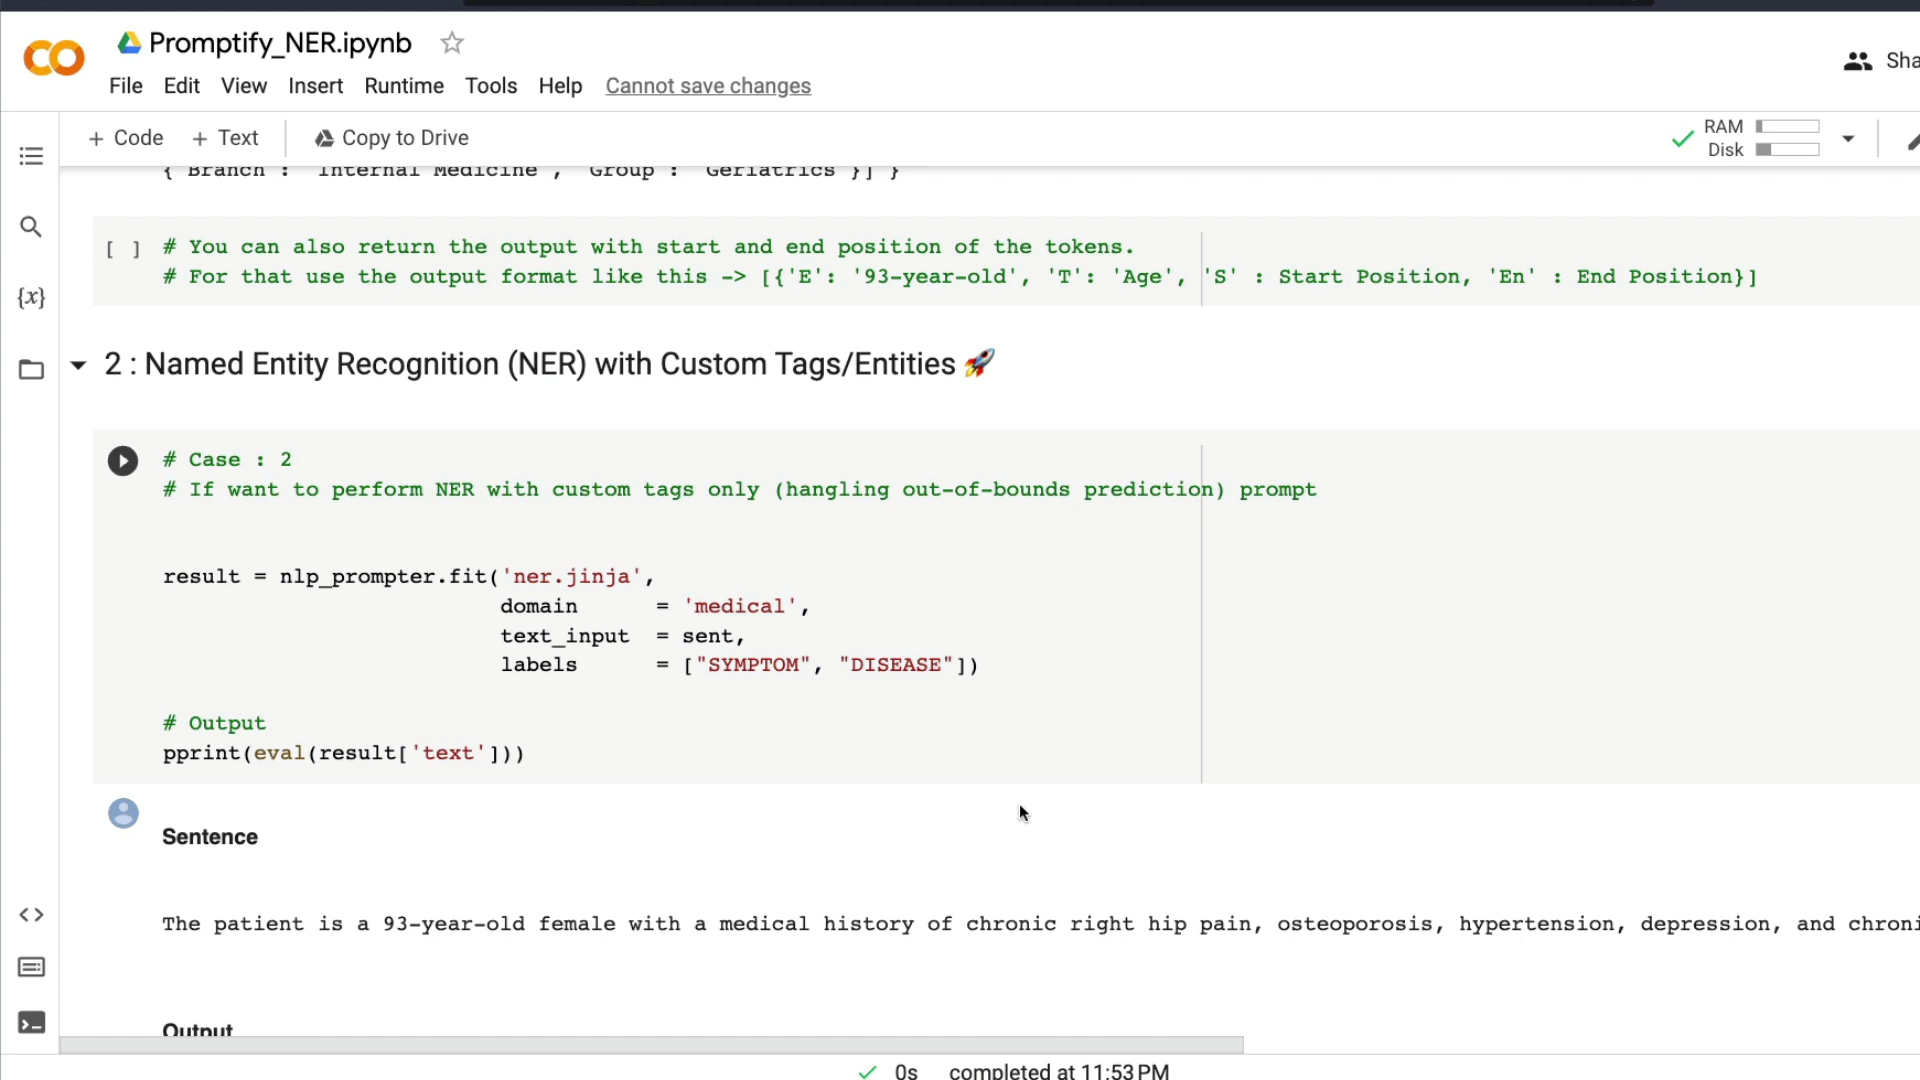 Promptify_NER.ipynb
File Edit View Insert Runtime Tools Help Cannot save changes
Sha
+ Code + Text Copy to Drive
RAM
Disk
{ Branch : Internal Medicine , Group : Geriatrics }] }
[ ] # You can also return the output with start and end position of the tokens.
# For that use the output format like this -> [{'E': '93-year-old', 'T': 'Age', 'S' : Start Position, 'En' : End Position}]
{x}
2 : Named Entity Recognition (NER) with Custom Tags/Entities 🚀
# Case : 2
# If want to perform NER with custom tags only (hangling out-of-bounds prediction) prompt
result = nlp_prompter.fit('ner.jinja',
domain = 'medical',
text_input = sent,
labels = ["SYMPTOM", "DISEASE"])
# Output
pprint(eval(result['text']))
Sentence
The patient is a 93-year-old female with a medical history of chronic right hip pain, osteoporosis, hypertension, depression, and chroni
Output
0s completed at 11:53 PM